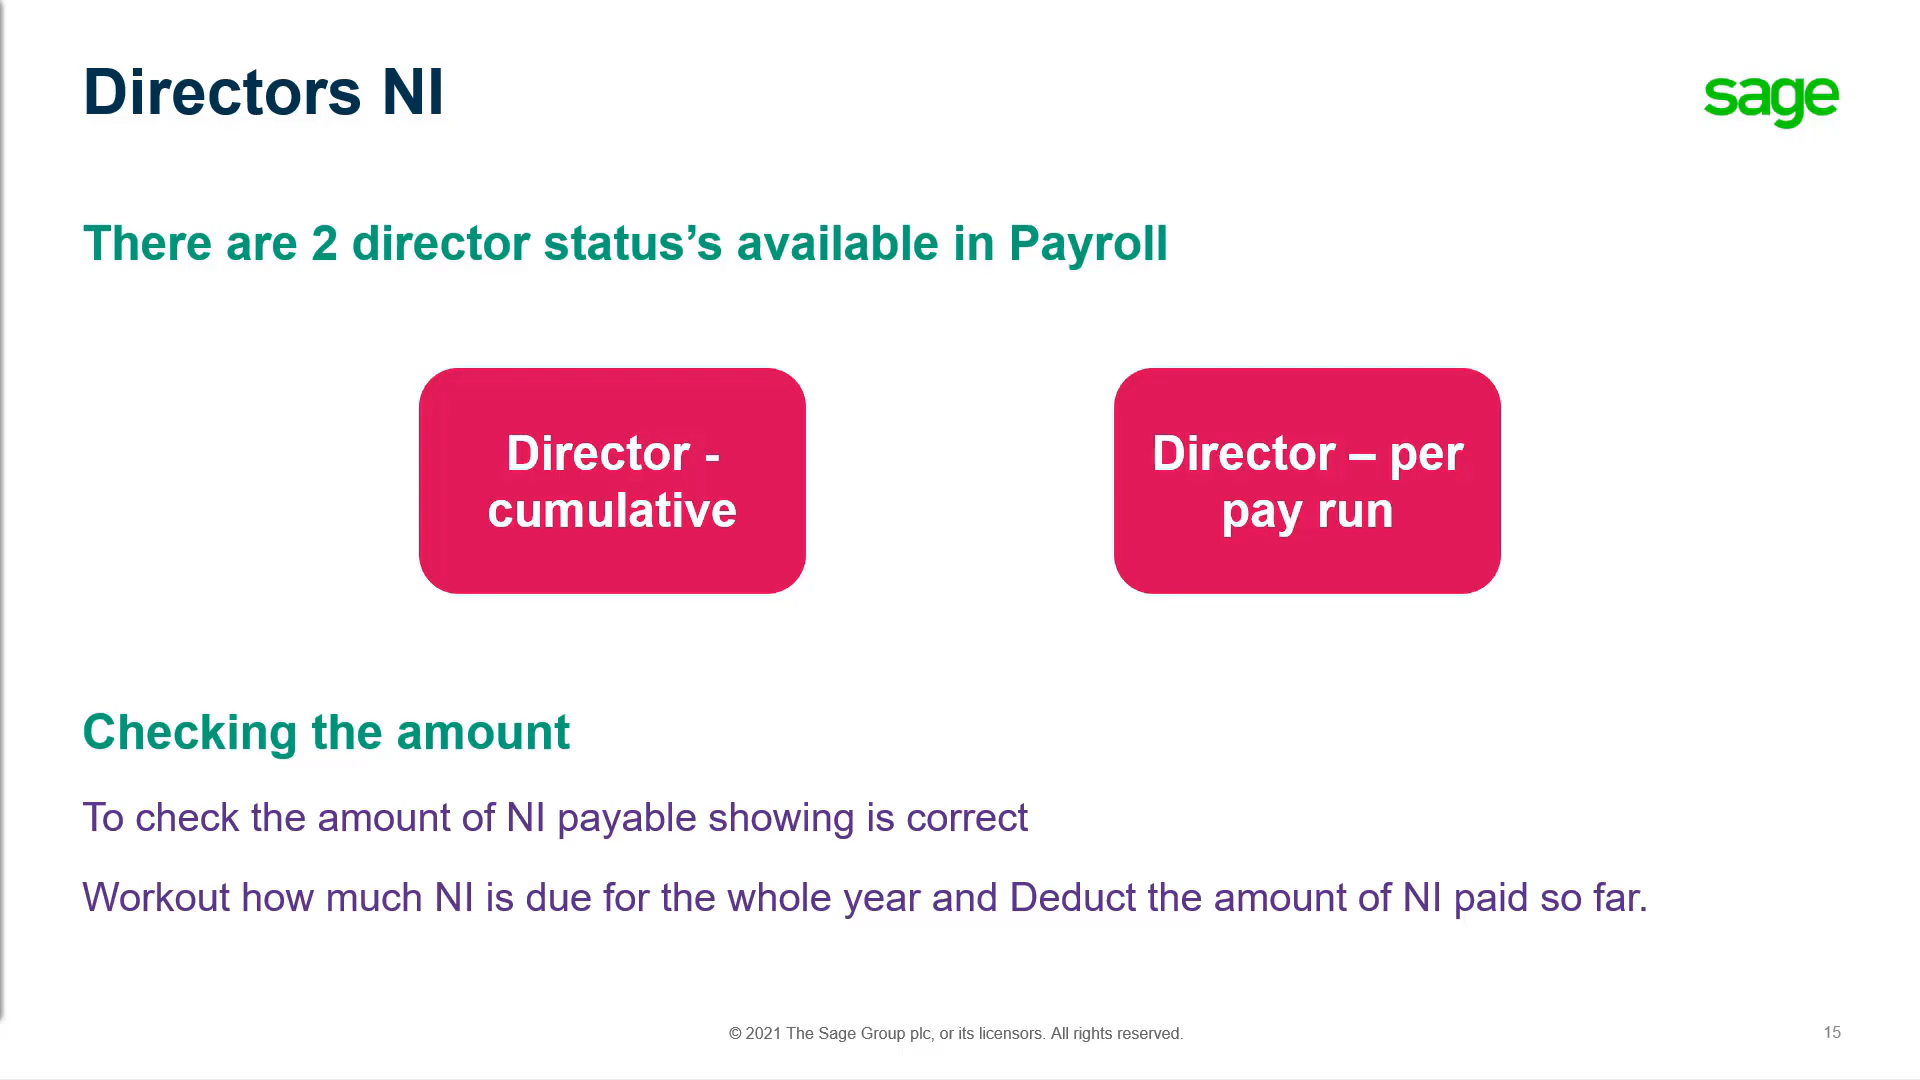 Directors NI
sage
There are 2 director status’s available in Payroll
Director -
cumulative
Director – per
pay run
Checking the amount
To check the amount of NI payable showing is correct
Workout how much NI is due for the whole year and Deduct the amount of NI paid so far.
© 2021 The Sage Group plc, or its licensors. All rights reserved.
15